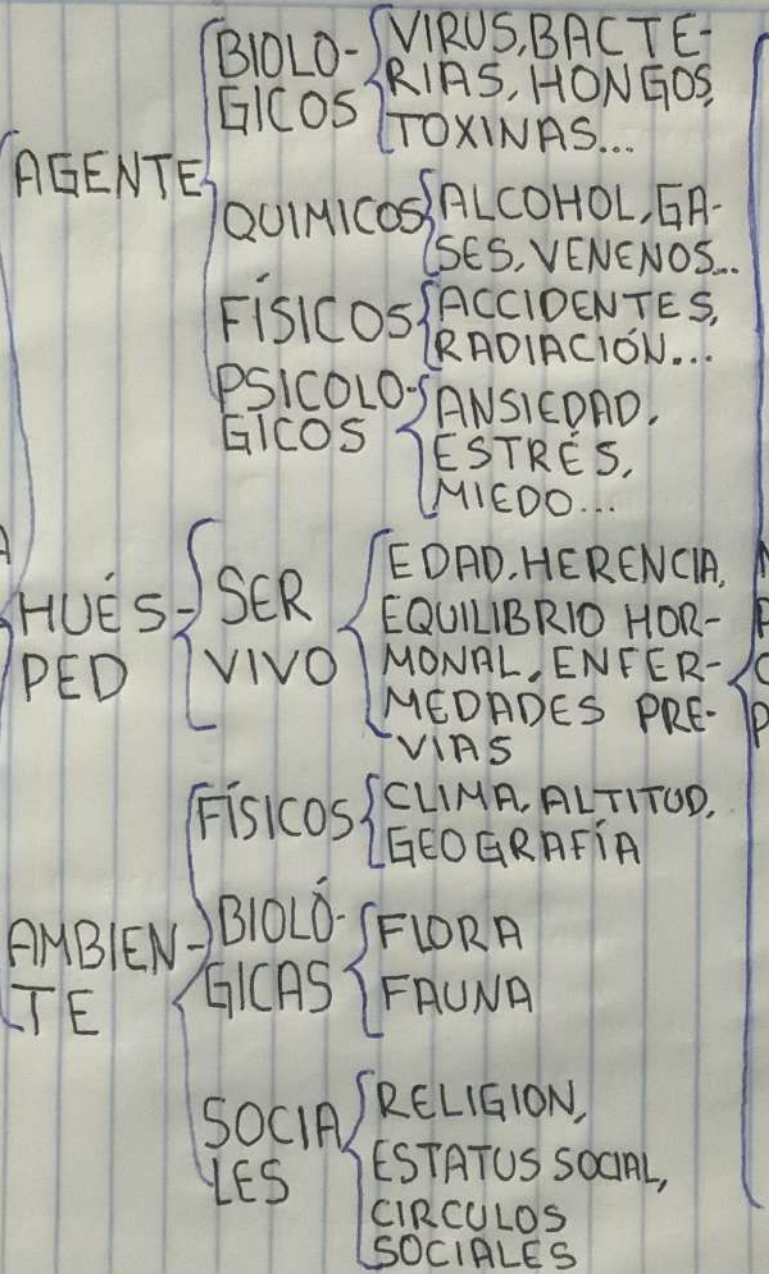 AGENTE
BIOLO-
GICOS
VIRUS, BACTE-
RIAS, HONGOS,
TOXINAS...
QUIMICOS
ALCOHOL, GA-
SES, VENENOS...
FÍSICOS
ACCIDENTES,
RADIACIÓN...
PSICOLO-
GICOS
ANSIEDAD,
ESTRÉS,
MIEDO...
HUÉS-
PED
SER
VIVO
EDAD, HERENCIA,
EQUILIBRIO HOR-
MONAL, ENFER-
MEDADES PRE-
VIAS
AMBIEN-
TE
FÍSICOS
CLIMA, ALTITUD,
GEOGRAFÍA
BIOLÓ-
GICAS
FLORA
FAUNA
SOCIA
LES
RELIGION,
ESTATUS SOCIAL,
CIRCULOS
SOCIALES